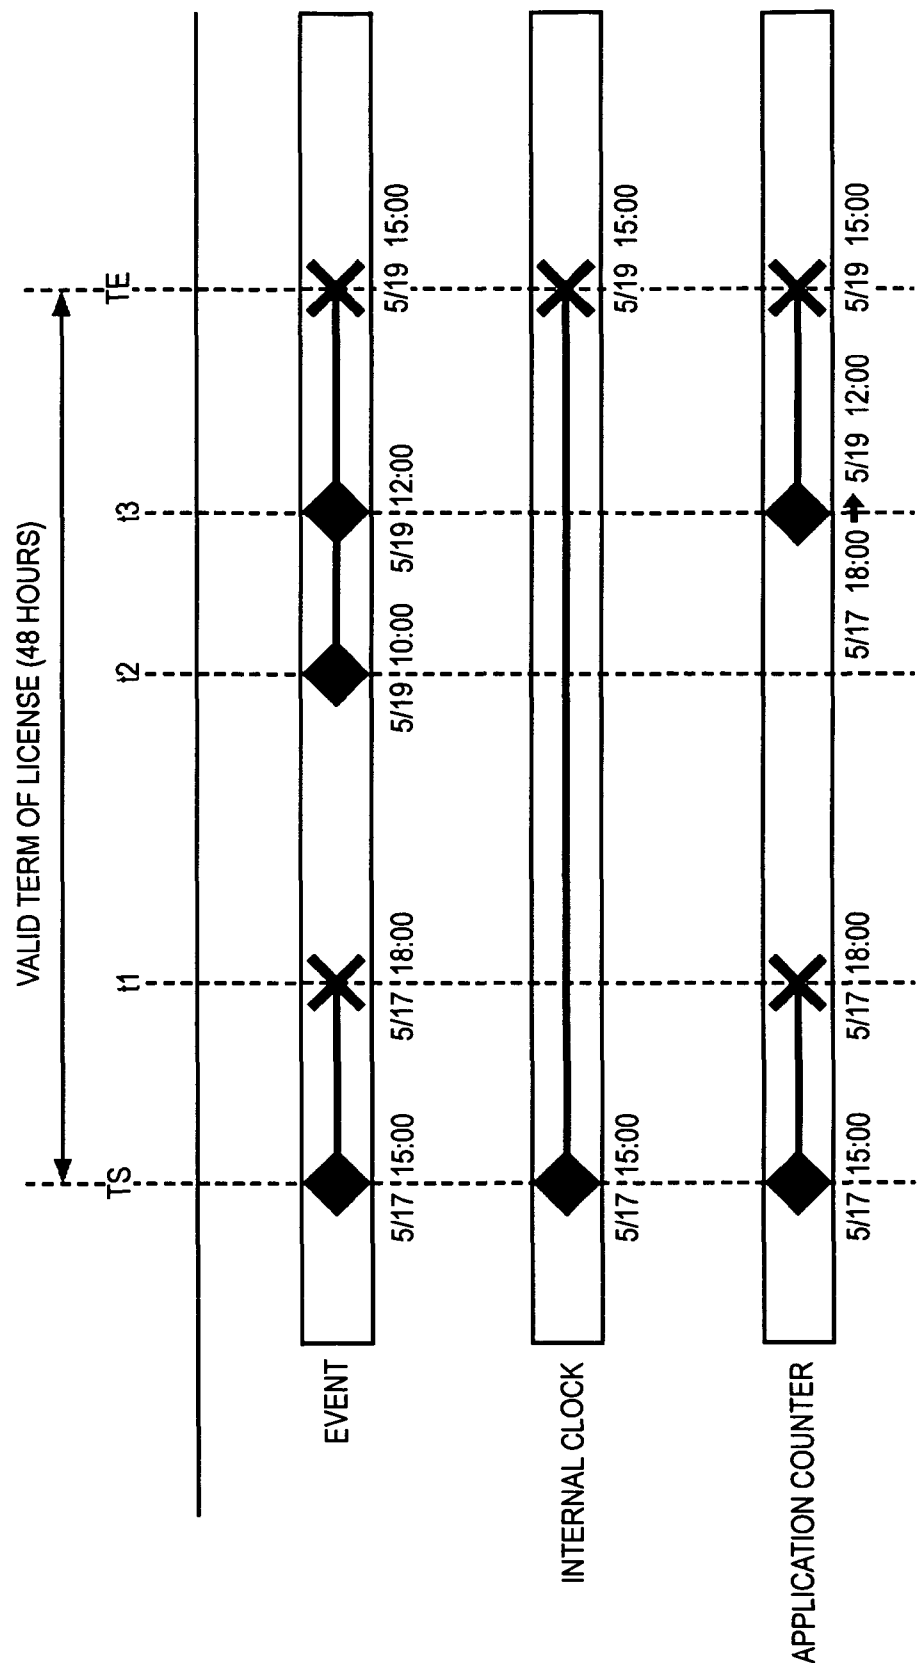 VALID TERM OF LICENSE (48 HOURS)
TS
t1
t2
t3
TE
EVENT
5/17 15:00
5/17 18:00
5/19 10:00
5/19 12:00
5/19 15:00
INTERNAL CLOCK
5/17 15:00
5/19 15:00
APPLICATION COUNTER
5/17 15:00
5/17 18:00
5/17 18:00 → 5/19 12:00
5/19 15:00